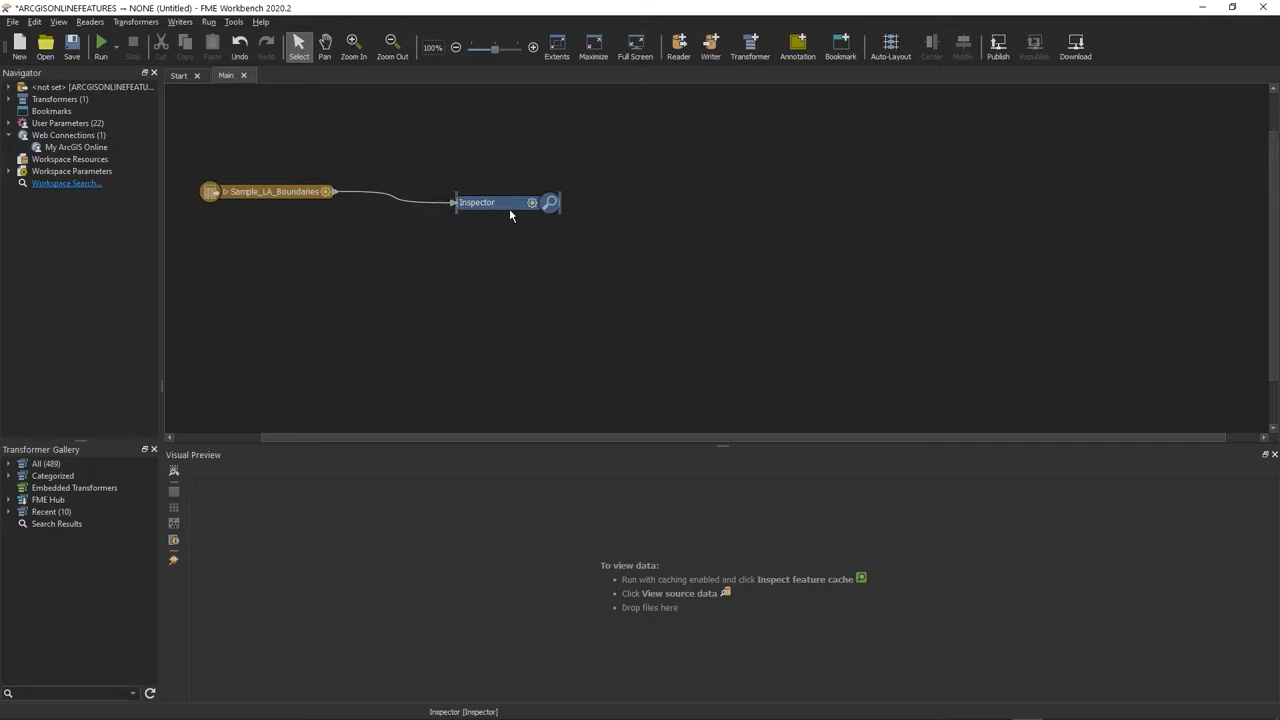 *ARCGISONLINEFEATURES → NONE (Untitled) - FME Workbench 2020.2
File Edit View Readers Transformers Writers Run Tools Help
New Open Save Run Stop Cut Copy Paste Undo Redo Select Pan Zoom In Zoom Out 100% Extents Maximize Full Screen Reader Writer Transformer Annotation Bookmark Auto-Layout Center Middle Publish Republish Download
Navigator
Start Main
<not set> [ARCGISONLINEFEATU...
Transformers (1)
Bookmarks
User Parameters (22)
Web Connections (1)
My ArcGIS Online
Workspace Resources
Workspace Parameters
Workspace Search...
Sample_LA_Boundaries
Inspector
Transformer Gallery
All (489)
Categorized
Embedded Transformers
FME Hub
Recent (10)
Search Results
Visual Preview
To view data:
Run with caching enabled and click Inspect feature cache
Click View source data
Drop files here
Inspector [Inspector]